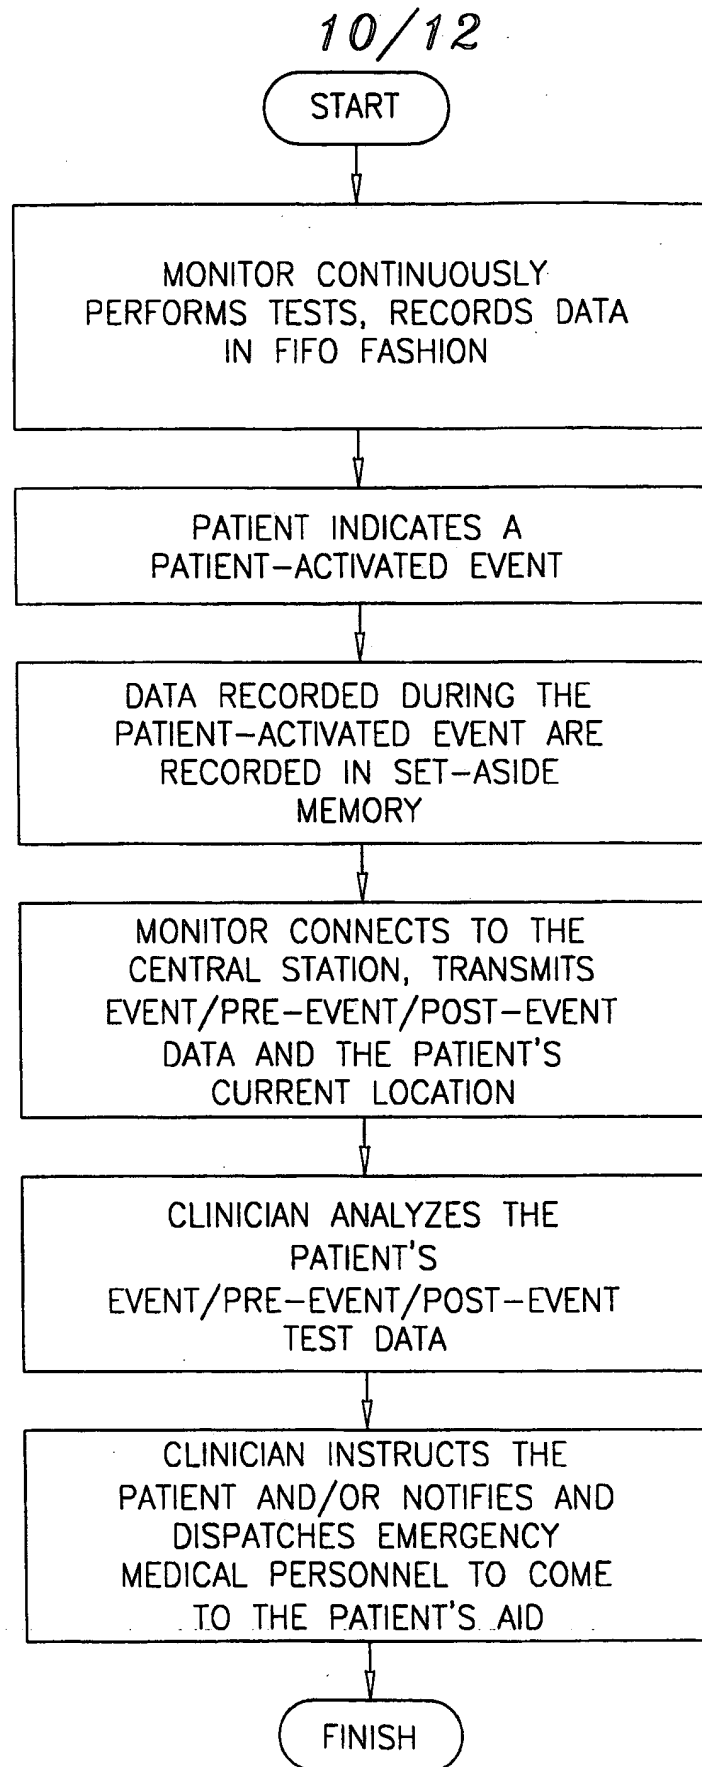 10/12
START
MONITOR CONTINUOUSLY
PERFORMS TESTS, RECORDS DATA
IN FIFO FASHION
PATIENT INDICATES A
PATIENT-ACTIVATED EVENT
DATA RECORDED DURING THE
PATIENT-ACTIVATED EVENT ARE
RECORDED IN SET-ASIDE
MEMORY
MONITOR CONNECTS TO THE
CENTRAL STATION, TRANSMITS
EVENT/PRE-EVENT/POST-EVENT
DATA AND THE PATIENT'S
CURRENT LOCATION
CLINICIAN ANALYZES THE
PATIENT'S
EVENT/PRE-EVENT/POST-EVENT
TEST DATA
CLINICIAN INSTRUCTS THE
PATIENT AND/OR NOTIFIES AND
DISPATCHES EMERGENCY
MEDICAL PERSONNEL TO COME
TO THE PATIENT'S AID
FINISH